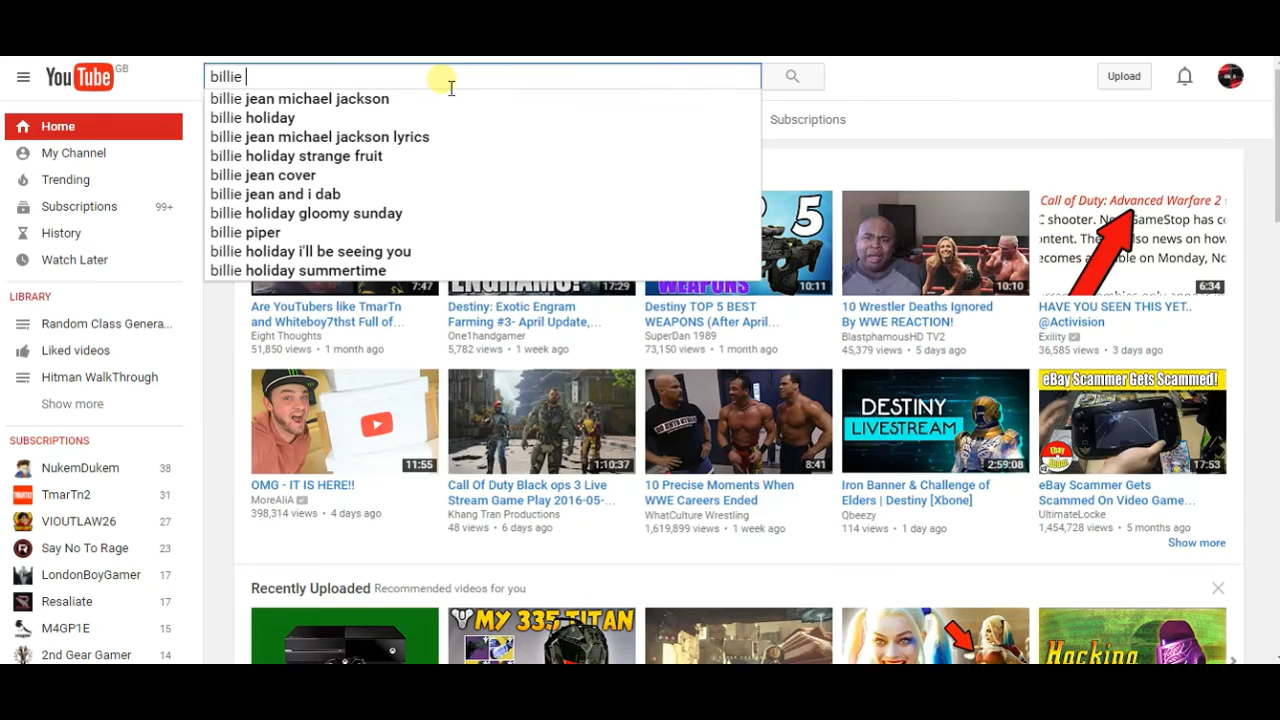 YouTube GB
billie
Upload
billie jean michael jackson
billie holiday
billie jean michael jackson lyrics
billie holiday strange fruit
billie jean cover
billie jean and i dab
billie holiday gloomy sunday
billie piper
billie holiday i'll be seeing you
billie holiday summertime
Home
My Channel
Trending
Subscriptions 99+
History
Watch Later
LIBRARY
Random Class Genera...
Liked videos
Hitman WalkThrough
Show more
SUBSCRIPTIONS
NukemDukem 38
TmarTn2 31
VIOUTLAW26 27
Say No To Rage 23
LondonBoyGamer 17
Resaliate 17
M4GP1E 15
2nd Gear Gamer 14
Subscriptions
7:47
Are YouTubers like TmarTn
and Whiteboy7thst Full of...
Eight Thoughts
51,850 views • 1 month ago
17:29
Destiny: Exotic Engram
Farming #3- April Update,...
One1handgamer
5,782 views • 1 week ago
5
WEAPONS
10:11
Destiny TOP 5 BEST
WEAPONS (After April...
SuperDan 1989
73,150 views • 1 month ago
10:10
10 Wrestler Deaths Ignored
By WWE REACTION!
BlastphamousHD TV2
45,379 views • 5 days ago
Call of Duty: Advanced Warfare 2
C shooter. GameStop has co
ontent. The also news on how
ecomes able on Monday, No
6:34
HAVE YOU SEEN THIS YET..
@Activision
Exility
36,585 views • 3 days ago
11:55
OMG - IT IS HERE!!
MoreAliA
398,314 views • 4 days ago
1:10:37
Call Of Duty Black ops 3 Live
Stream Game Play 2016-05-...
Khang Tran Productions
48 views • 6 days ago
8:41
10 Precise Moments When
WWE Careers Ended
WhatCulture Wrestling
1,619,899 views • 1 week ago
DESTINY
LIVESTREAM
2:59:08
Iron Banner & Challenge of
Elders | Destiny [Xbone]
Qbeezy
114 views • 1 day ago
eBay Scammer Gets Scammed!
17:53
eBay Scammer Gets
Scammed On Video Game...
UltimateLocke
1,454,728 views • 5 months ago
Show more
Recently Uploaded Recommended videos for you
MY 335 TITAN
Hacking